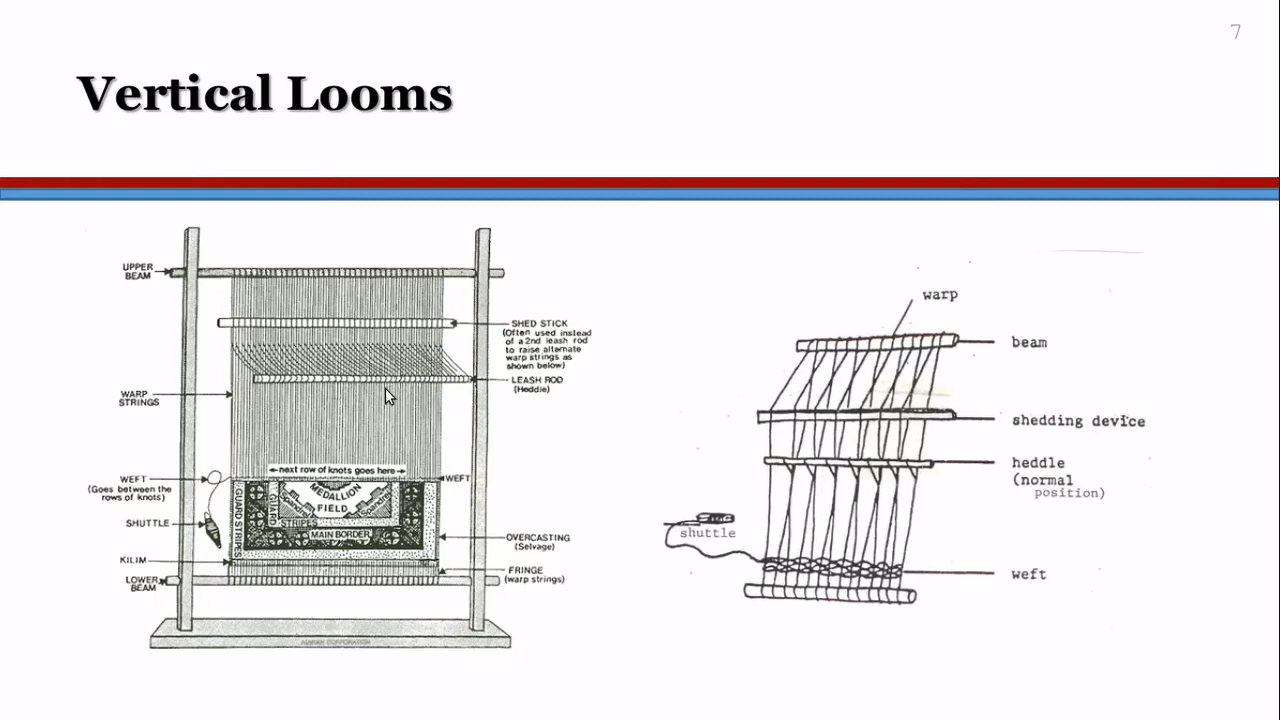 7
Vertical Looms
UPPER
BEAM
SHED STICK
(Often used instead
of a 2nd leash rod
to raise alternate
warp strings as
shown below)
LEASH ROD
(Heddle)
WARP
STRINGS
←next row of knots goes here→
WEFT
(Goes between the
rows of knots)
WEFT
SHUTTLE
GUARD STRIPES
GUARD
STRIPES
MEDALLION
FIELD
Spandrel
Spandrel
MAIN BORDER
OVERCASTING
(Selvage)
KILIM
FRINGE
(warp strings)
LOWER
BEAM
warp
beam
shedding device
heddle
(normal
position)
shuttle
weft